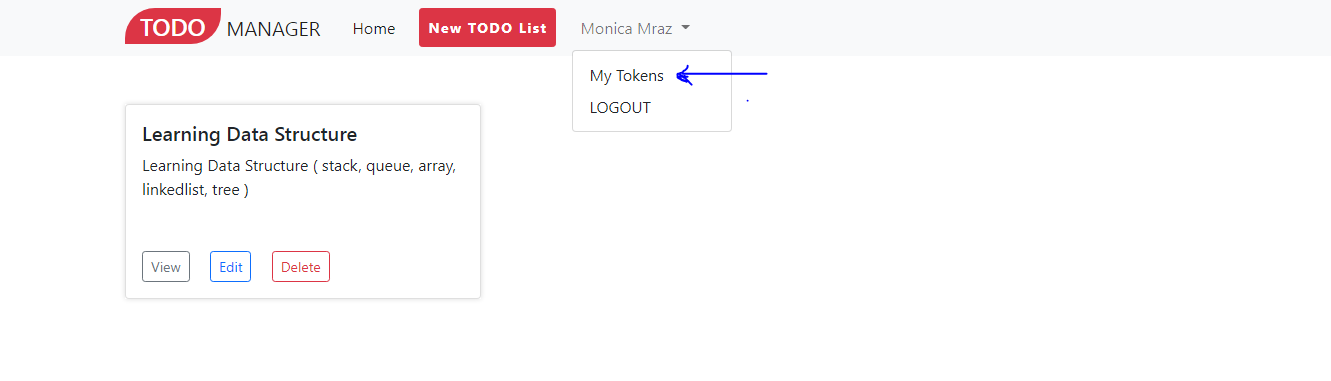 TODO MANAGER Home New TODO List Monica Mraz
My Tokens
LOGOUT
Learning Data Structure
Learning Data Structure ( stack, queue, array,
linkedlist, tree )
View Edit Delete